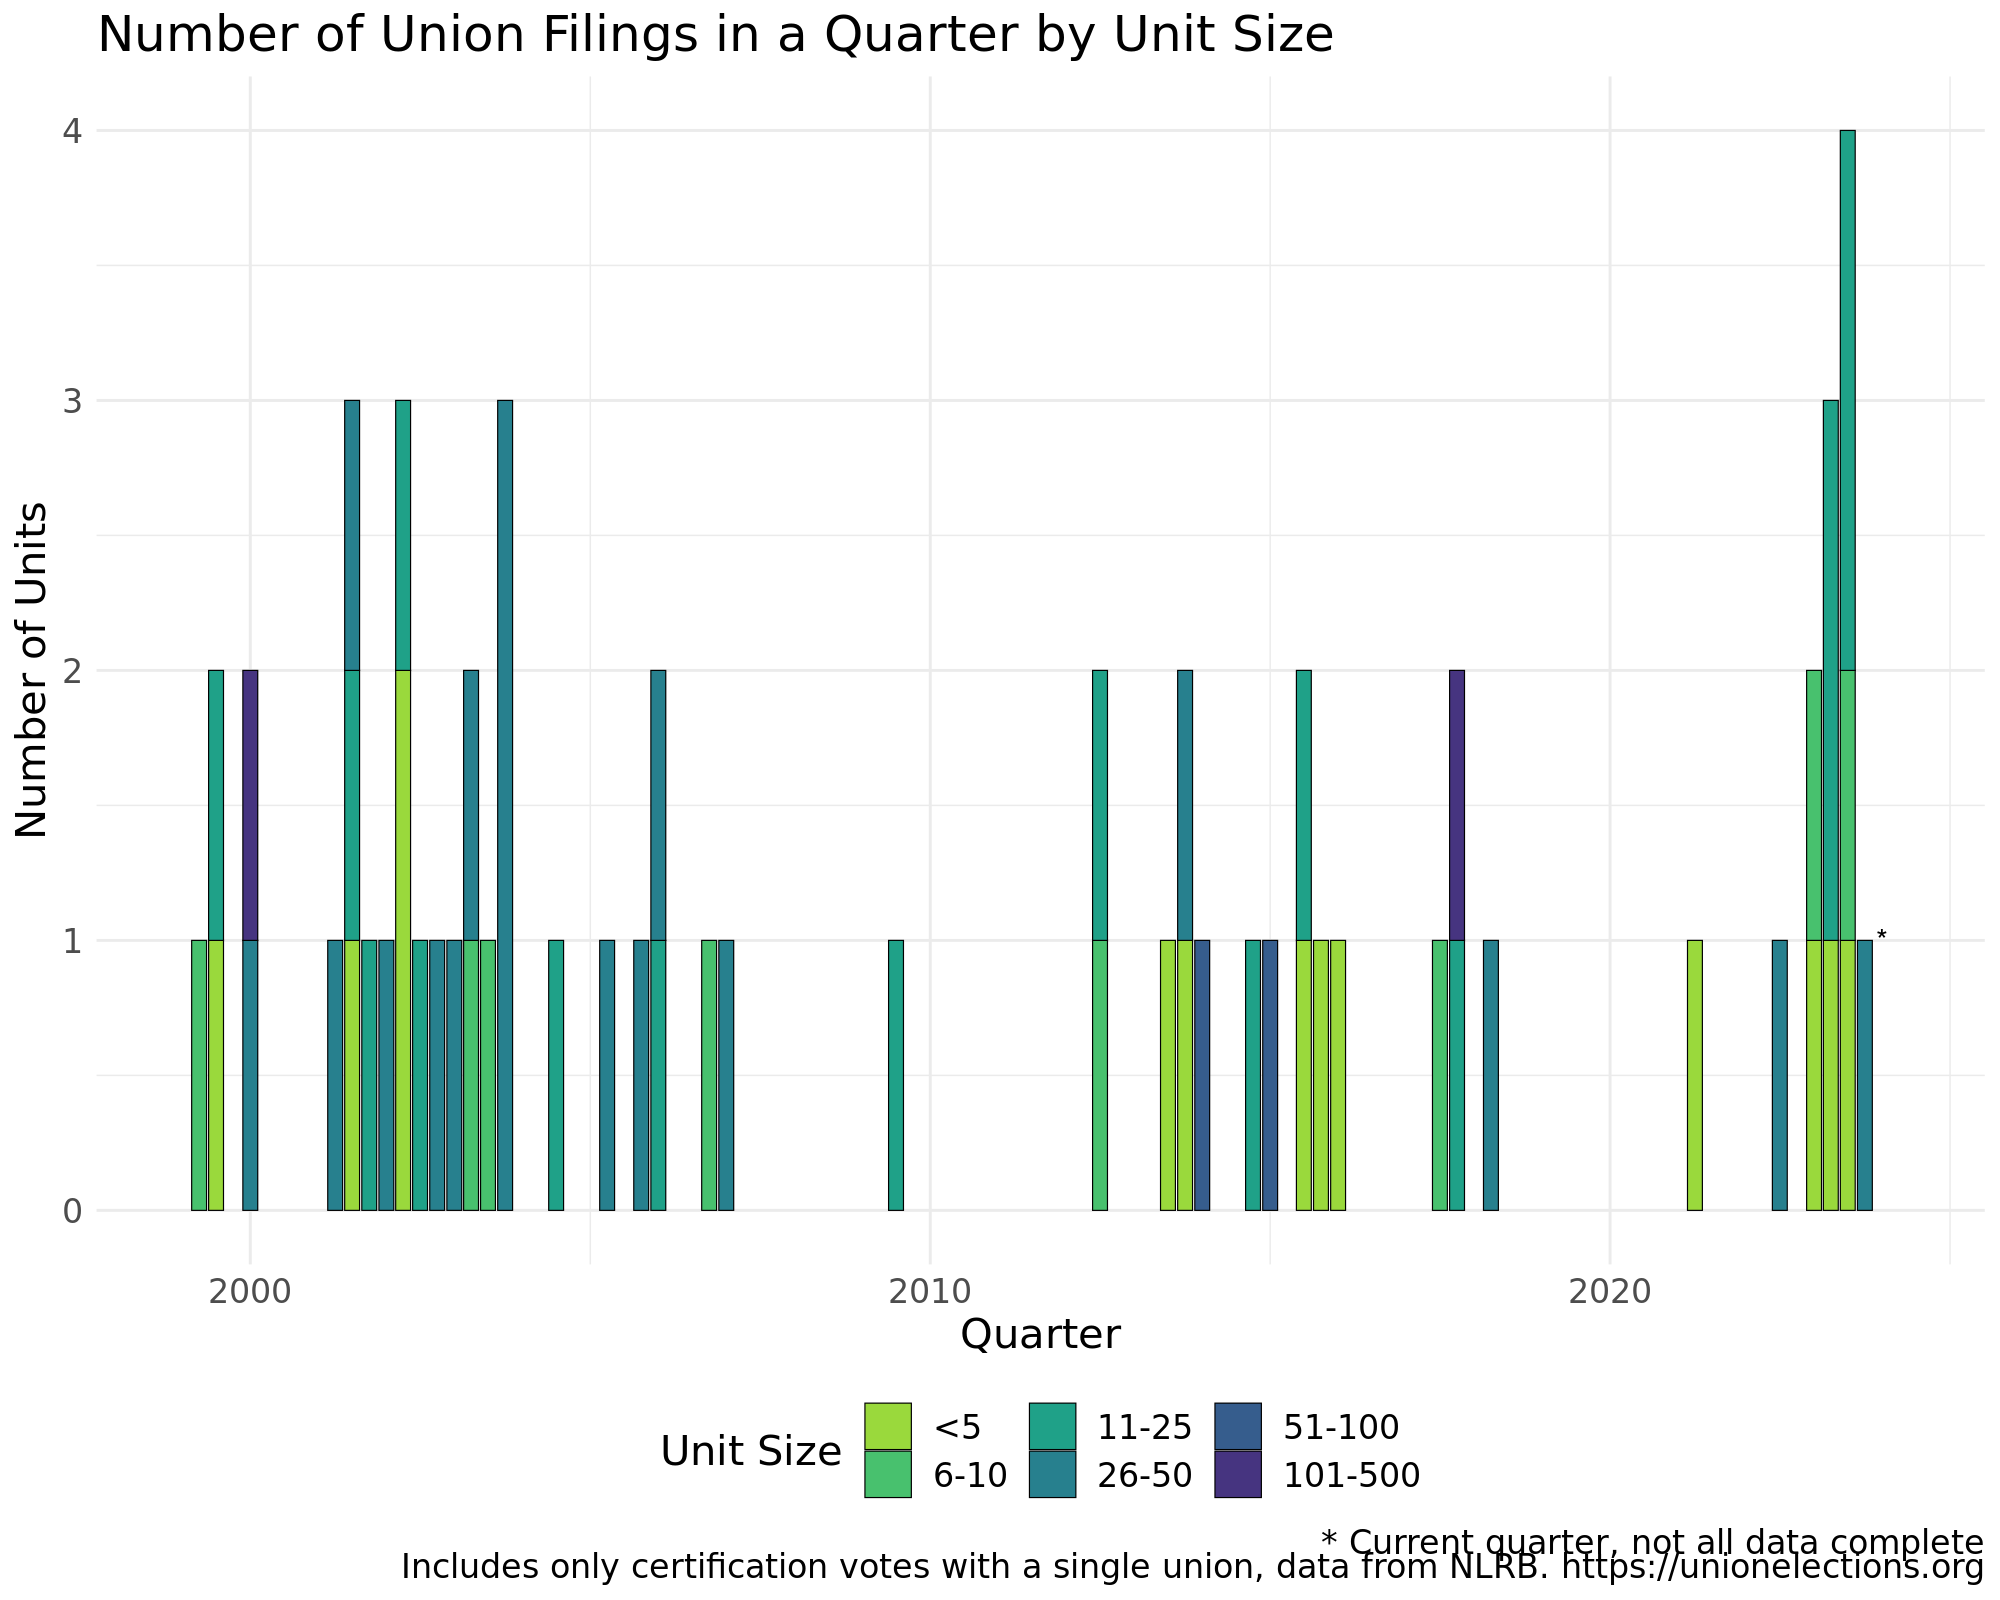 Number of Union Filings in a Quarter by Unit Size
Number of Units
4
3
2
1
0
*
2000
2010
2020
Quarter
Unit Size
<5
11-25
51-100
6-10
26-50
101-500
* Current quarter, not all data complete
Includes only certification votes with a single union, data from NLRB. https://unionelections.org